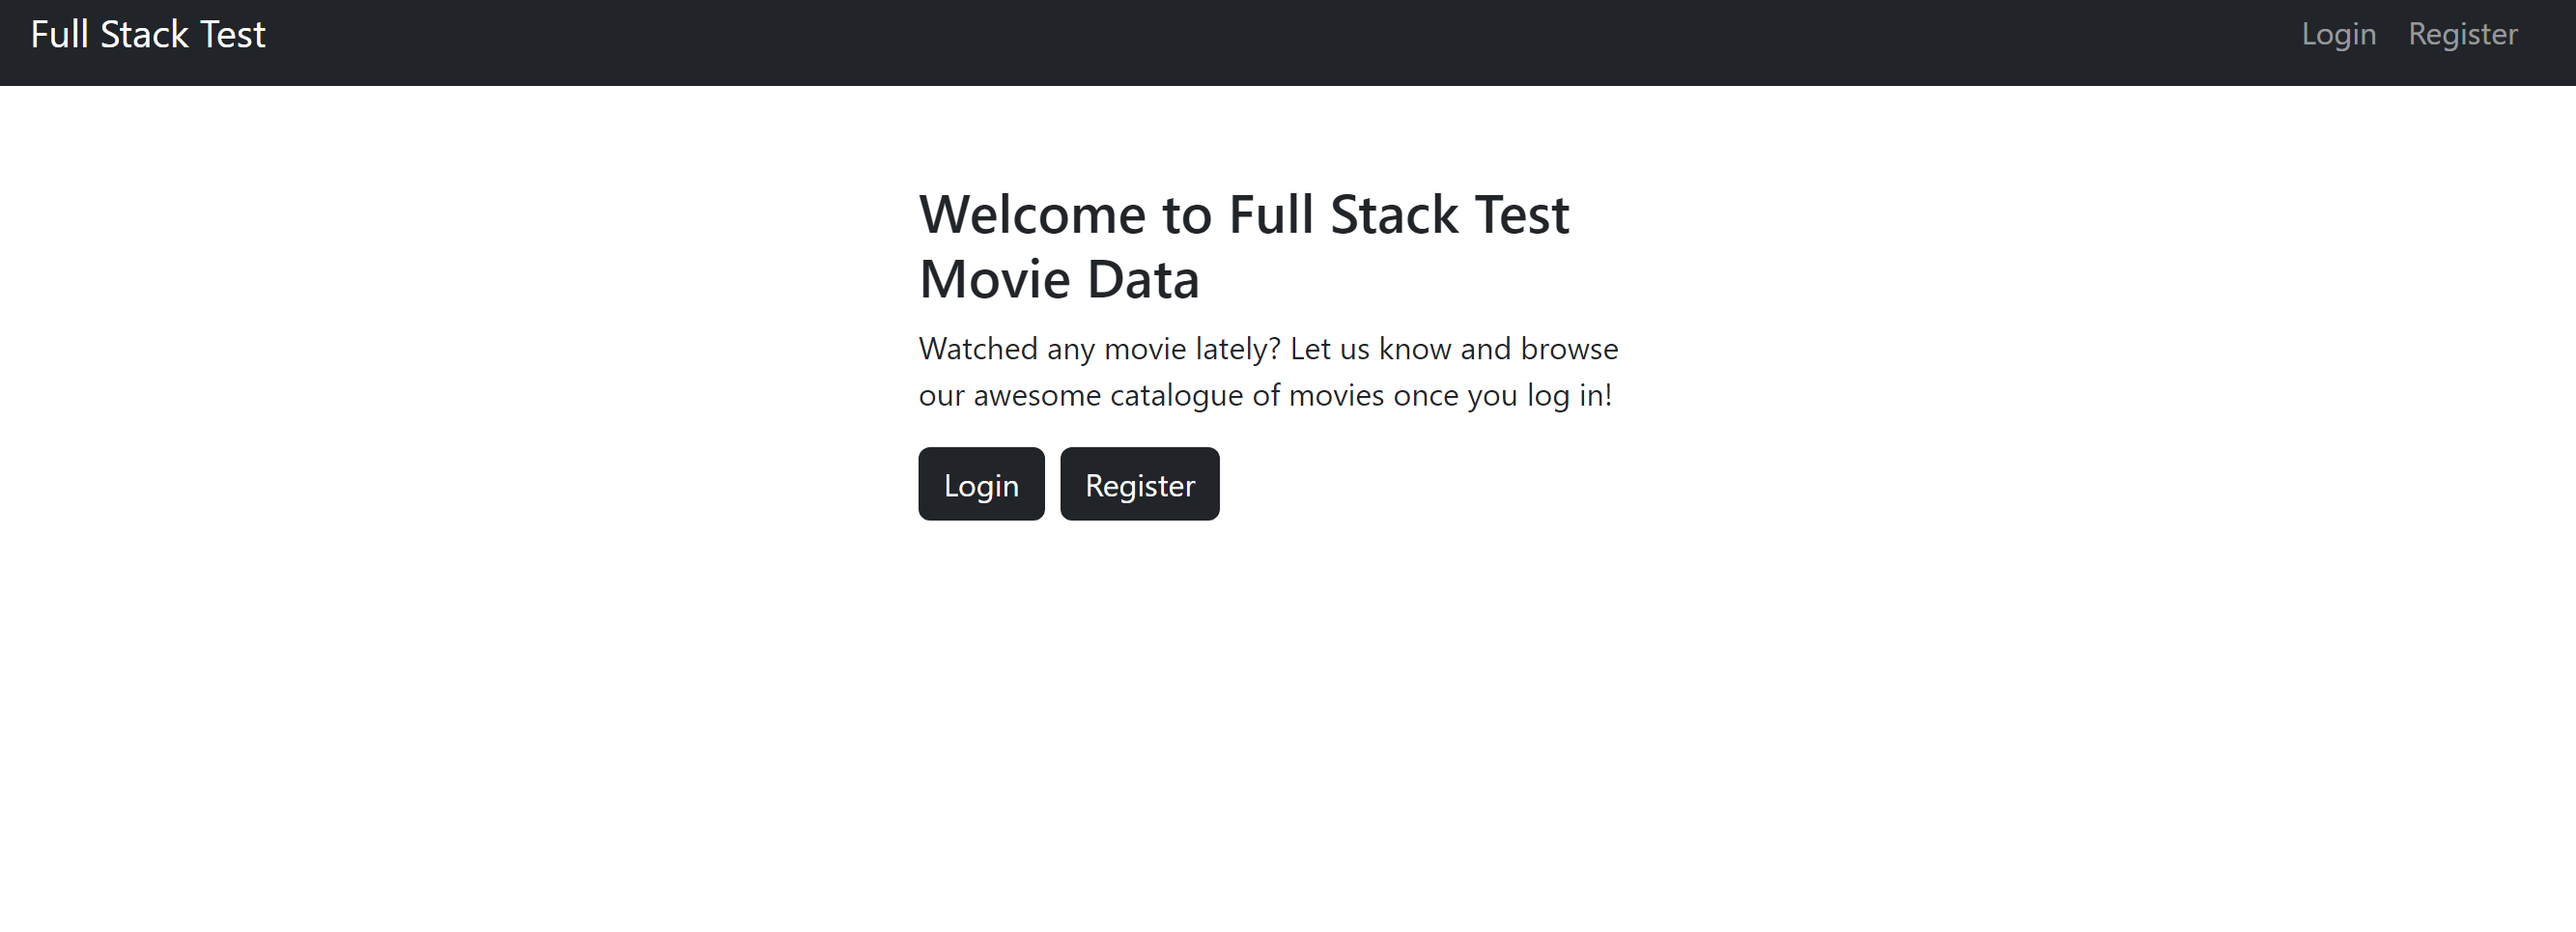 Full Stack Test
Login
Register
Welcome to Full Stack Test
Movie Data
Watched any movie lately? Let us know and browse
our awesome catalogue of movies once you log in!
Login
Register